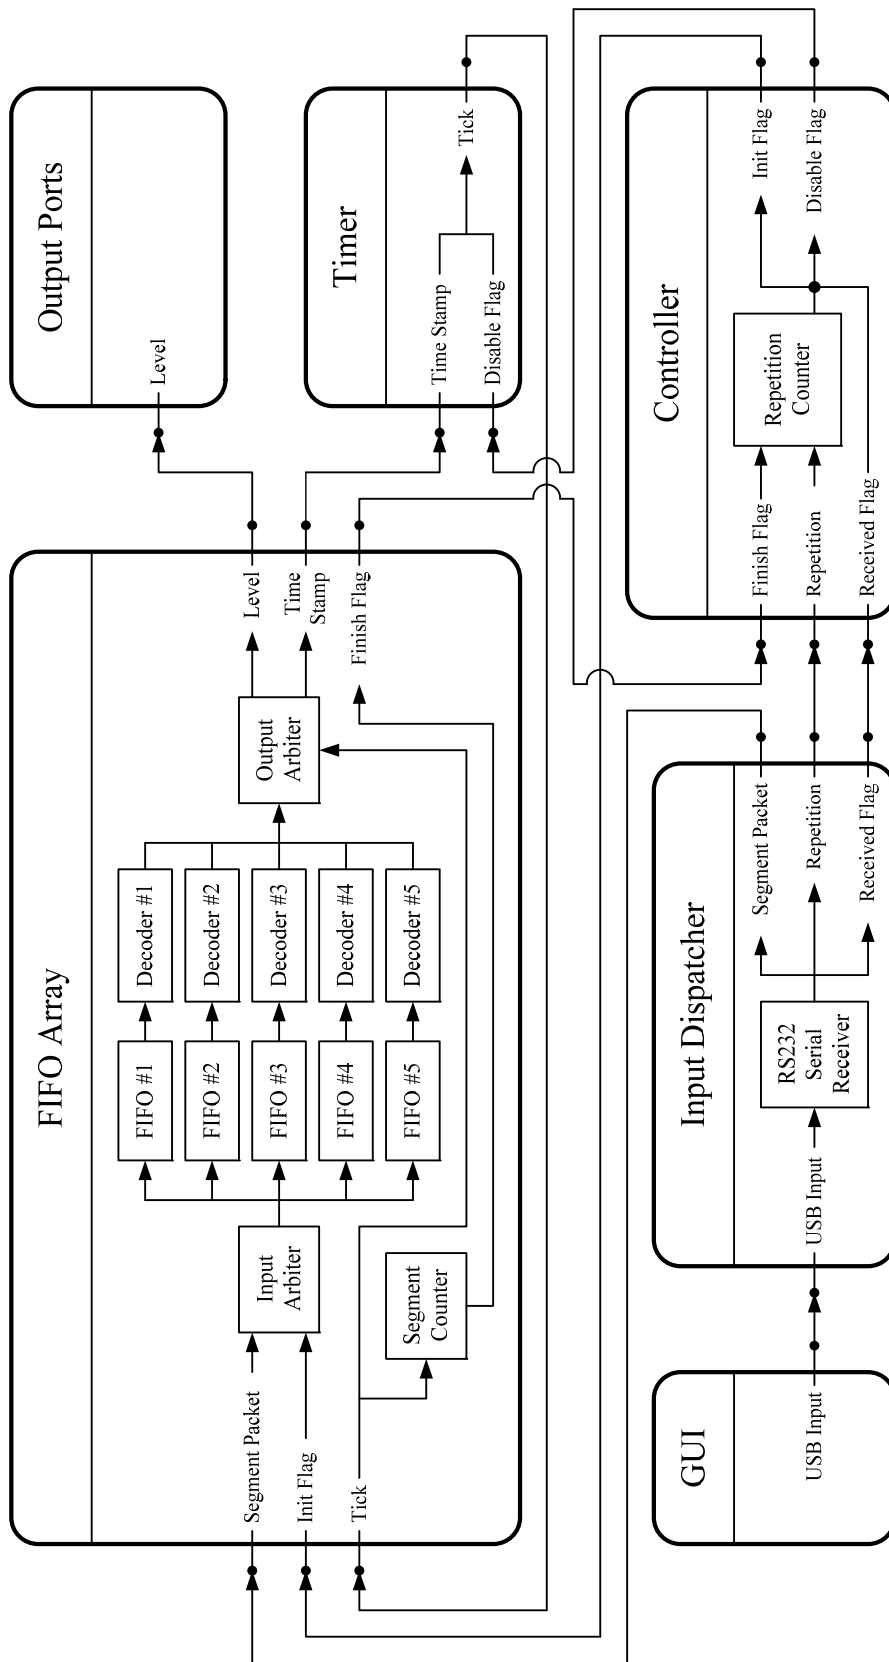 FIFO Array
Segment Packet
Init Flag
Tick
Input
Arbiter
Segment
Counter
FIFO #1
FIFO #2
FIFO #3
FIFO #4
FIFO #5
Decoder #1
Decoder #2
Decoder #3
Decoder #4
Decoder #5
Output
Arbiter
Level
Time
Stamp
Finish Flag
Output Ports
Level
Timer
Time Stamp
Disable Flag
Tick
GUI
USB Input
Input Dispatcher
USB Input
RS232
Serial
Receiver
Segment Packet
Repetition
Received Flag
Controller
Finish Flag
Repetition
Received Flag
Repetition
Counter
Init Flag
Disable Flag